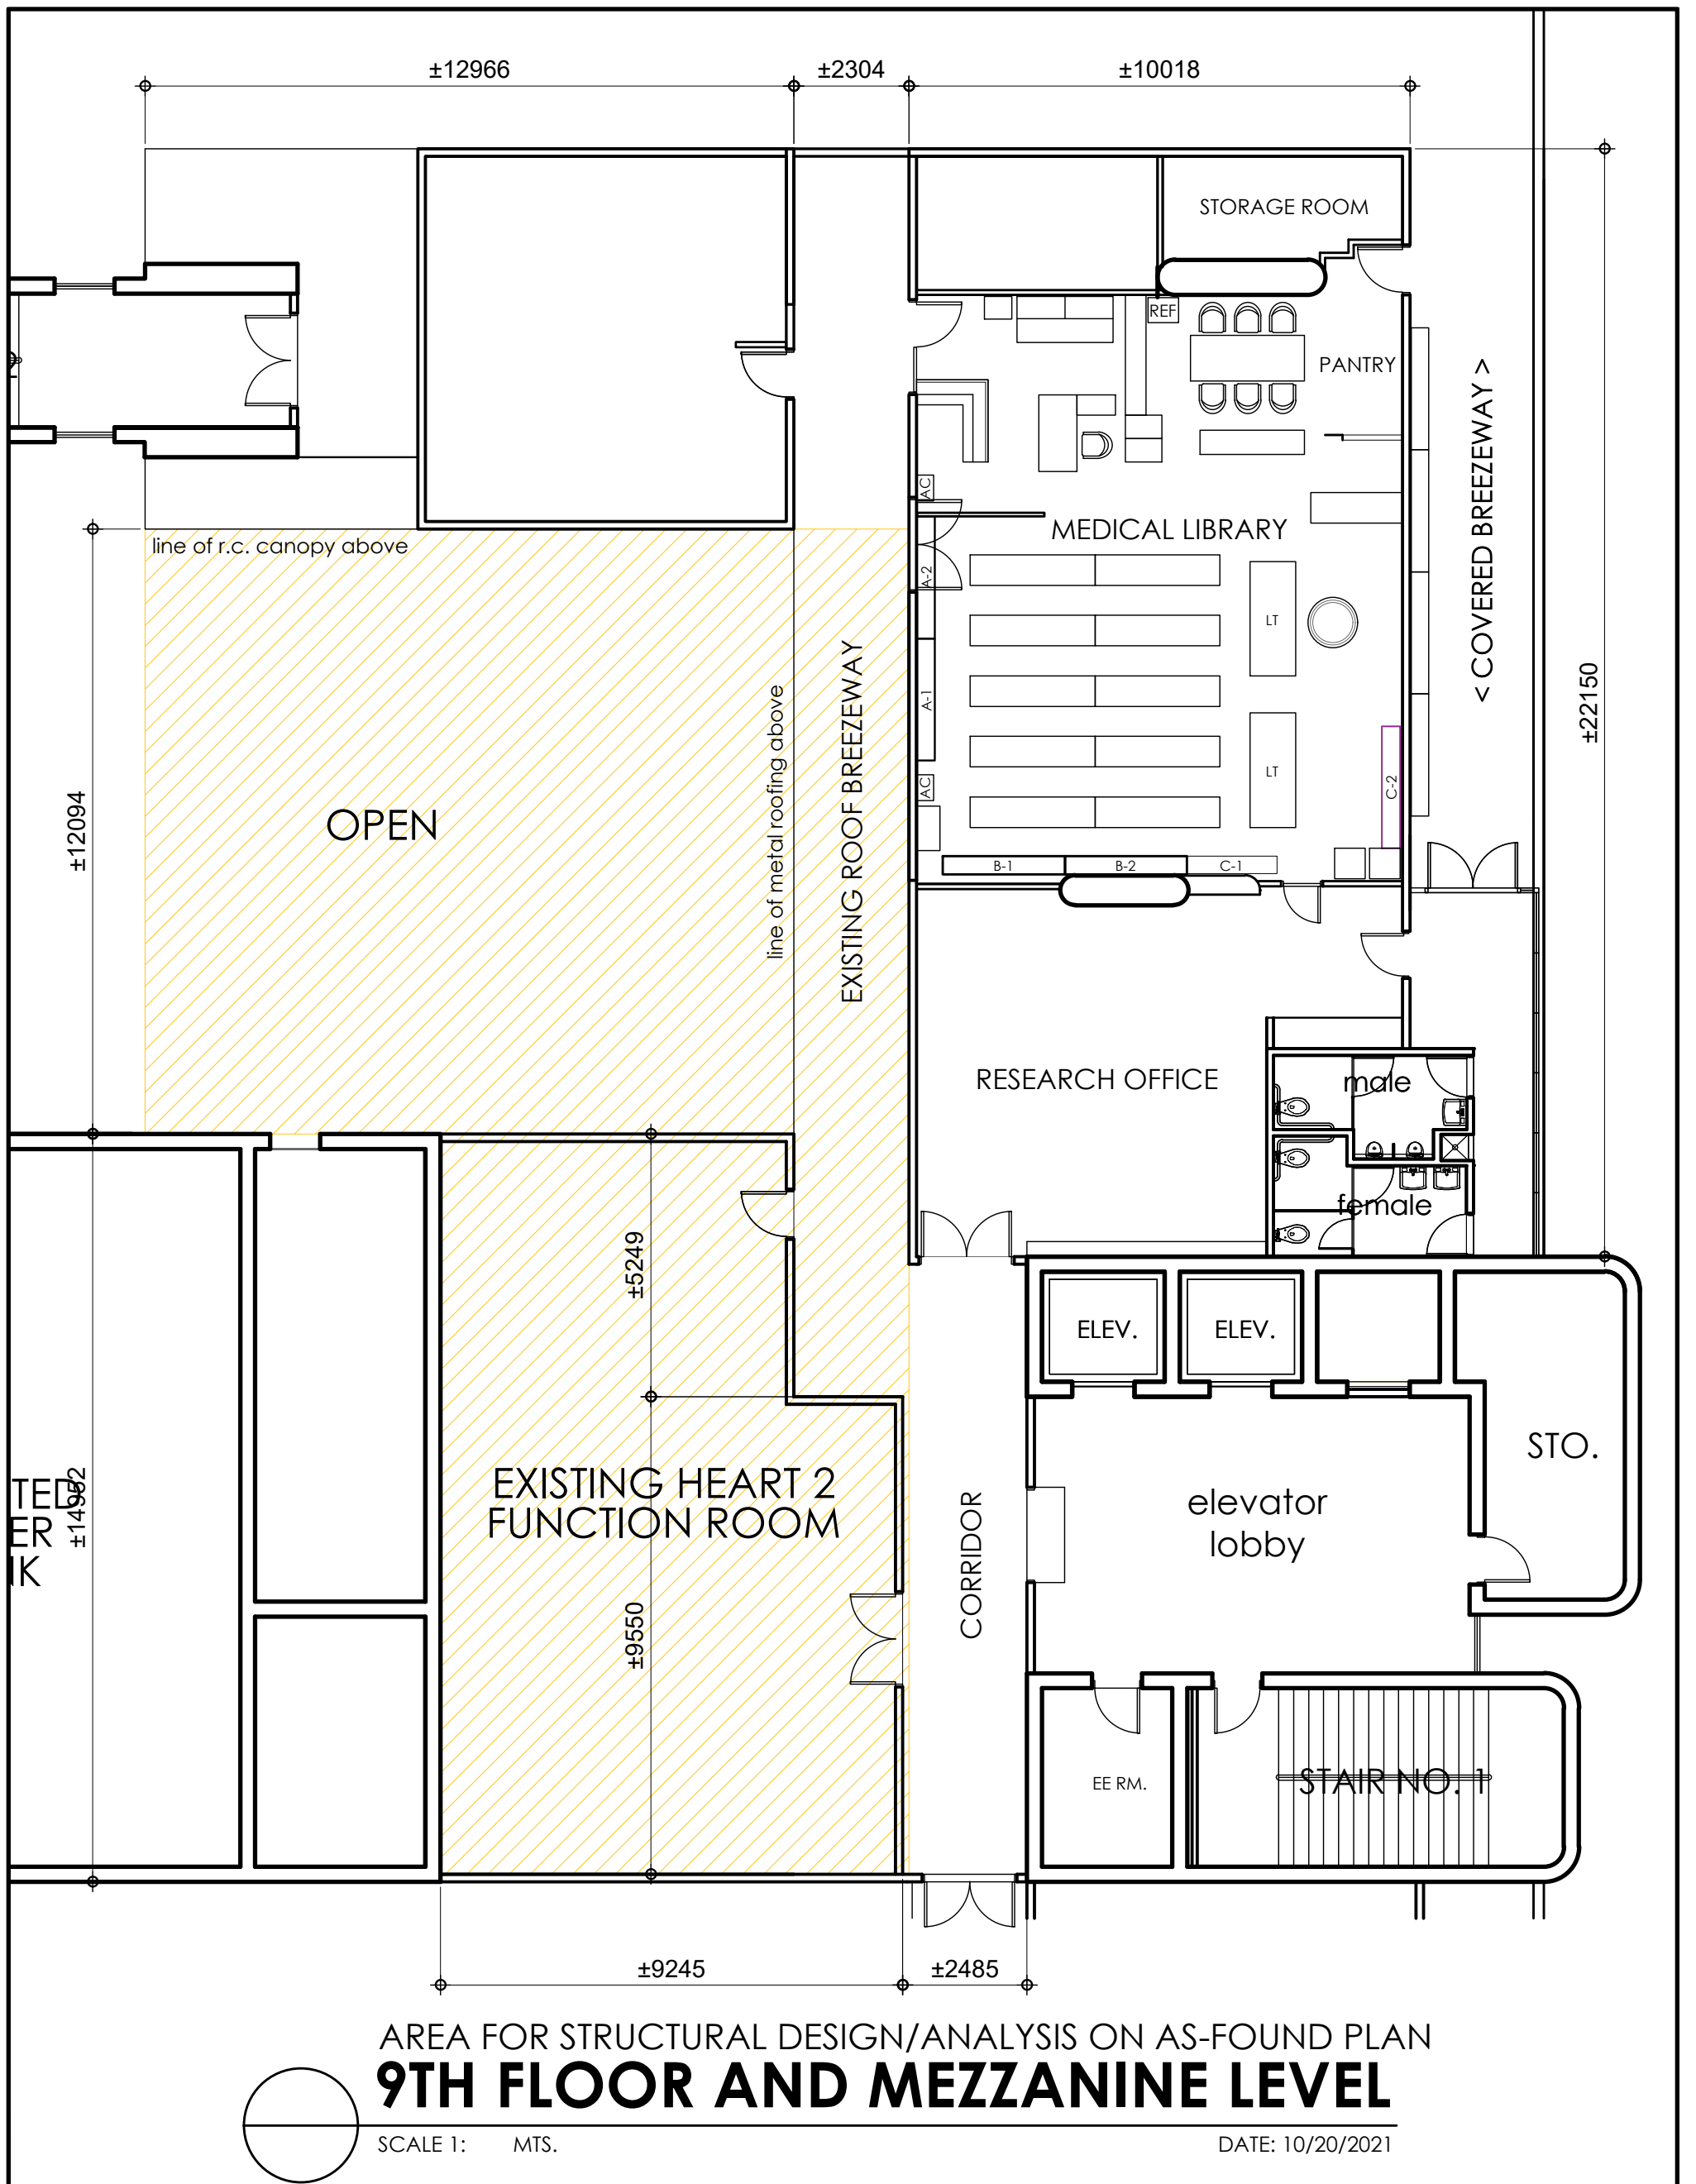 ±12966
±2304
±10018
STORAGE ROOM
REF
PANTRY
< COVERED BREEZEWAY >
±22150
AC
line of r.c. canopy above
MEDICAL LIBRARY
A-2
LT
A-1
LT
AC
C-2
B-1
B-2
C-1
line of metal roofing above
EXISTING ROOF BREEZEWAY
OPEN
±12094
RESEARCH OFFICE
male
female
±5249
ELEV.
ELEV.
STO.
TED
ER
IK
±14952
EXISTING HEART 2
FUNCTION ROOM
CORRIDOR
elevator
lobby
±9550
EE RM.
STAIR NO. 1
±9245
±2485
AREA FOR STRUCTURAL DESIGN/ANALYSIS ON AS-FOUND PLAN
9TH FLOOR AND MEZZANINE LEVEL
SCALE 1: MTS.
DATE: 10/20/2021